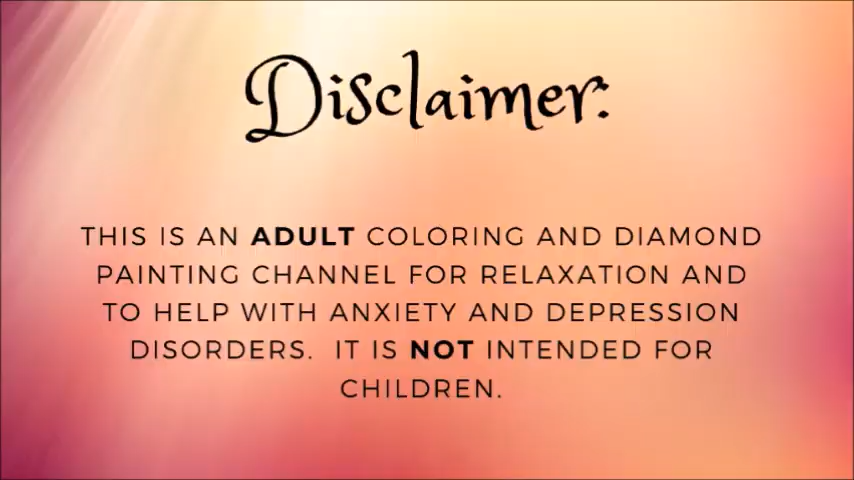 Disclaimer:
THIS IS AN ADULT COLORING AND DIAMOND
PAINTING CHANNEL FOR RELAXATION AND
TO HELP WITH ANXIETY AND DEPRESSION
DISORDERS.  IT IS NOT INTENDED FOR
CHILDREN.